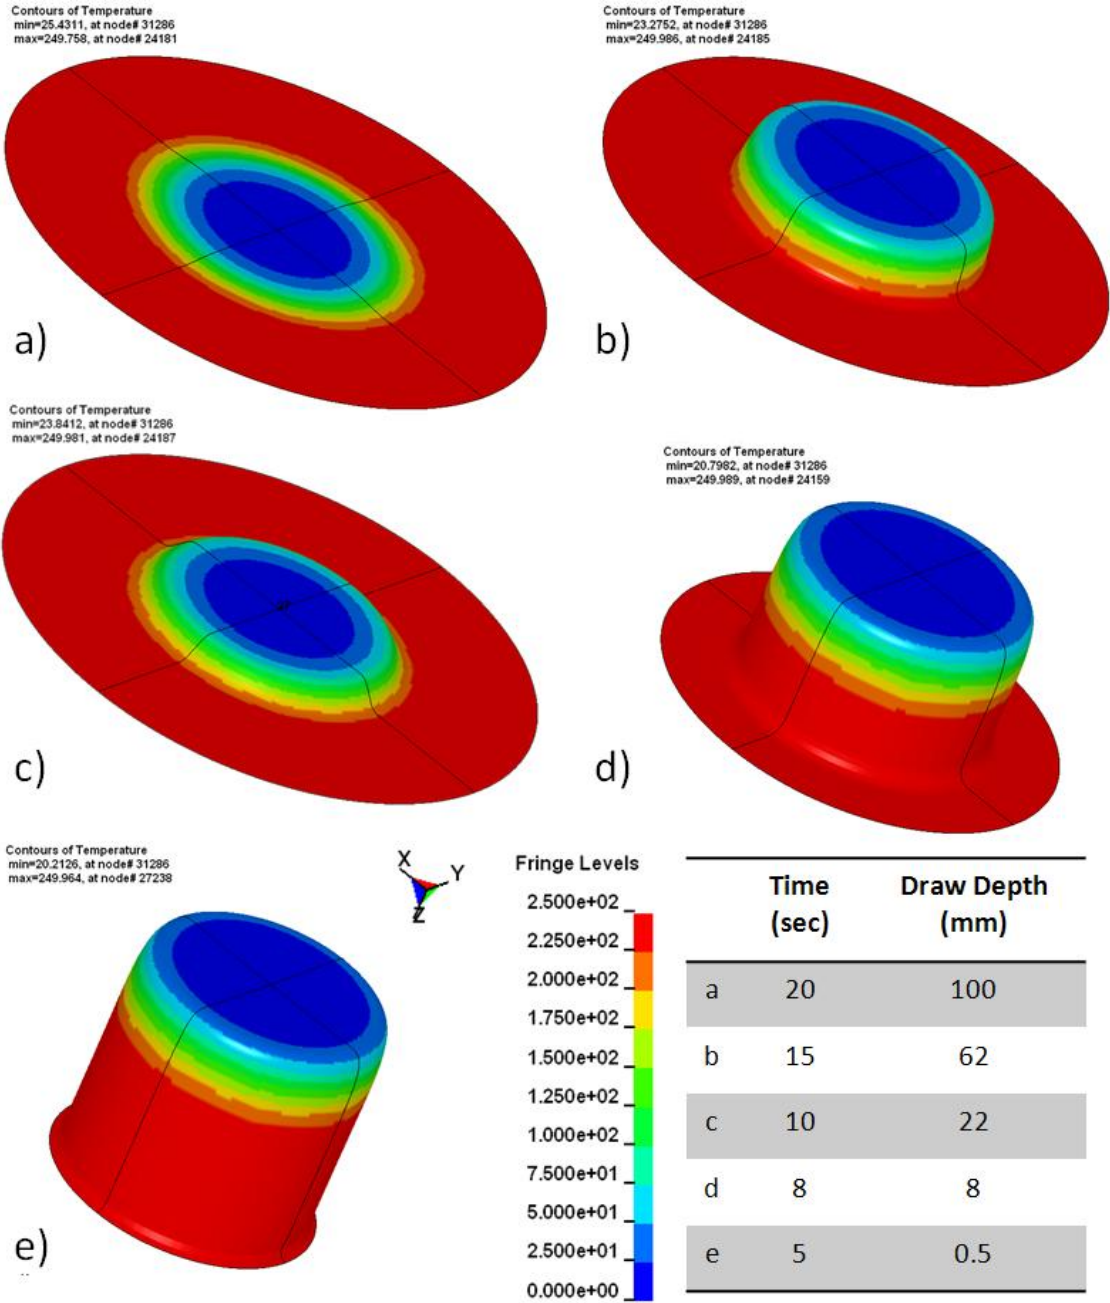 Contours of Temperature
min=25.4311, at node# 31286
max=249.758, at node# 24181
a)
Contours of Temperature
min=23.2752, at node# 31286
max=249.986, at node# 24185
b)
Contours of Temperature
min=23.8412, at node# 31286
max=249.981, at node# 24187
c)
Contours of Temperature
min=20.7982, at node# 31286
max=249.989, at node# 24159
d)
Contours of Temperature
min=20.2126, at node# 31286
max=249.964, at node# 27238
e)
X
Y
Z
Fringe Levels
2.500e+02
2.250e+02
2.000e+02
1.750e+02
1.500e+02
1.250e+02
1.000e+02
7.500e+01
5.000e+01
2.500e+01
0.000e+00
Time Draw Depth
(sec) (mm)
a 20 100
b 15 62
c 10 22
d 8 8
e 5 0.5